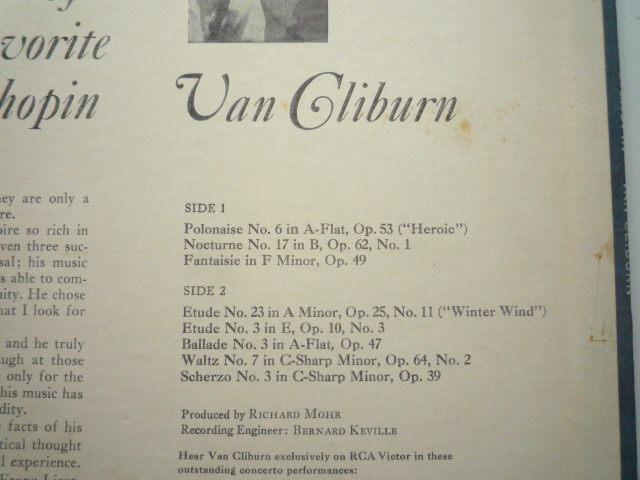 vorite
hopin
Van Cliburn
ey are only a
re.
oire so rich in
ven three suc-
sal; his music
s able to com-
nity. He chose
hat I look for
and he truly
ugh at those
only for the
his music has
dity.
facts of his
tical thought
l experience.
SIDE 1
Polonaise No. 6 in A-Flat, Op. 53 ("Heroic")
Nocturne No. 17 in B, Op. 62, No. 1
Fantaisie in F Minor, Op. 49
SIDE 2
Etude No. 23 in A Minor, Op. 25, No. 11 ("Winter Wind")
Etude No. 3 in E, Op. 10, No. 3
Ballade No. 3 in A-Flat, Op. 47
Waltz No. 7 in C-Sharp Minor, Op. 64, No. 2
Scherzo No. 3 in C-Sharp Minor, Op. 39
Produced by RICHARD MOHR
Recording Engineer: BERNARD KEVILLE
Hear Van Cliburn exclusively on RCA Victor in these
outstanding concerto performances:
VAN CLIBURN